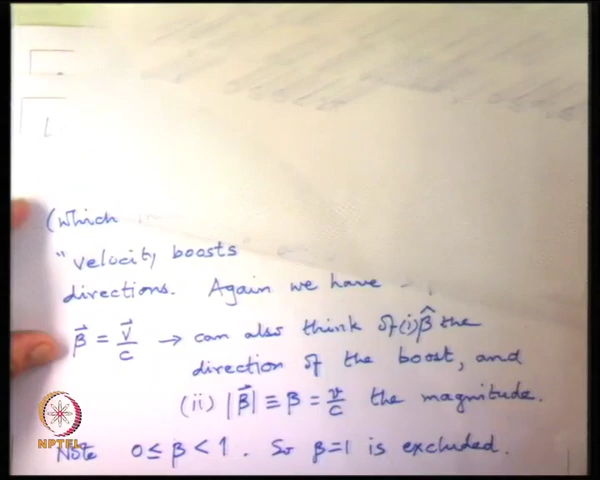 (which
"velocity boosts
directions. Again we have
β⃗ = v⃗/c → can also think of (i) β̂ the
direction of the boost, and
(ii) |β⃗| ≡ β = v/c the magnitude.
NPTEL
Note 0 ≤ β < 1. So β=1 is excluded.